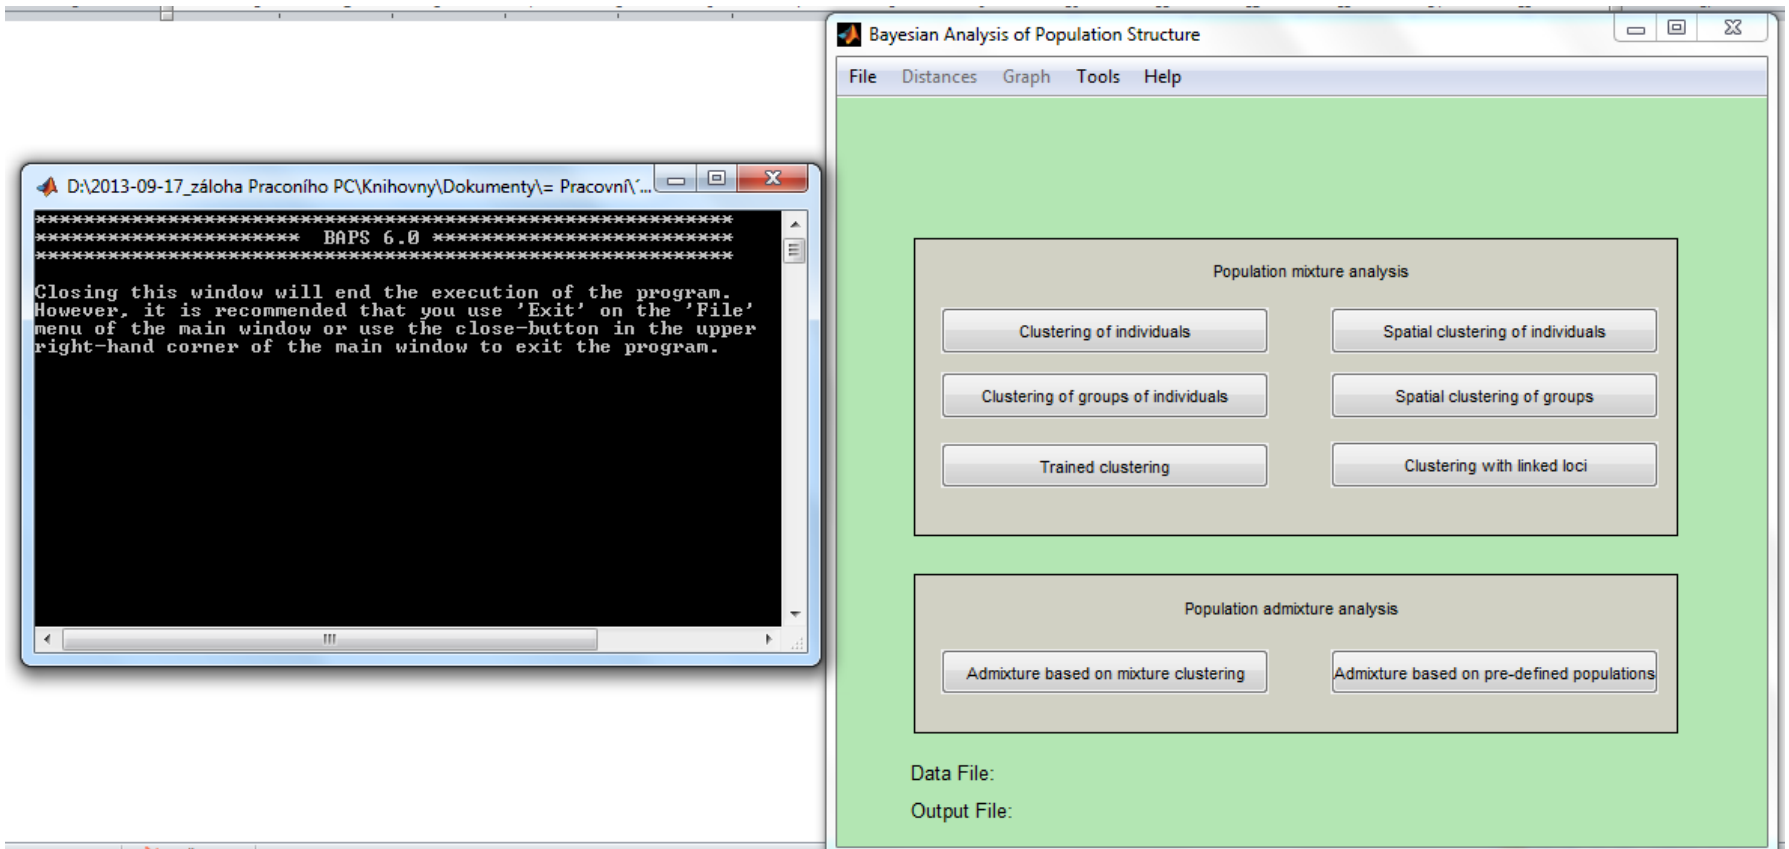 D:\2013-09-17_záloha Praconího PC\Knihovny\Dokumenty\= Pracovní\´...
************************************************************
********************** BAPS 6.0 *************************
************************************************************
Closing this window will end the execution of the program.
However, it is recommended that you use 'Exit' on the 'File'
menu of the main window or use the close-button in the upper
right-hand corner of the main window to exit the program.
Bayesian Analysis of Population Structure
File Distances Graph Tools Help
Population mixture analysis
Clustering of individuals Spatial clustering of individuals
Clustering of groups of individuals Spatial clustering of groups
Trained clustering Clustering with linked loci
Population admixture analysis
Admixture based on mixture clustering Admixture based on pre-defined populations
Data File:
Output File: